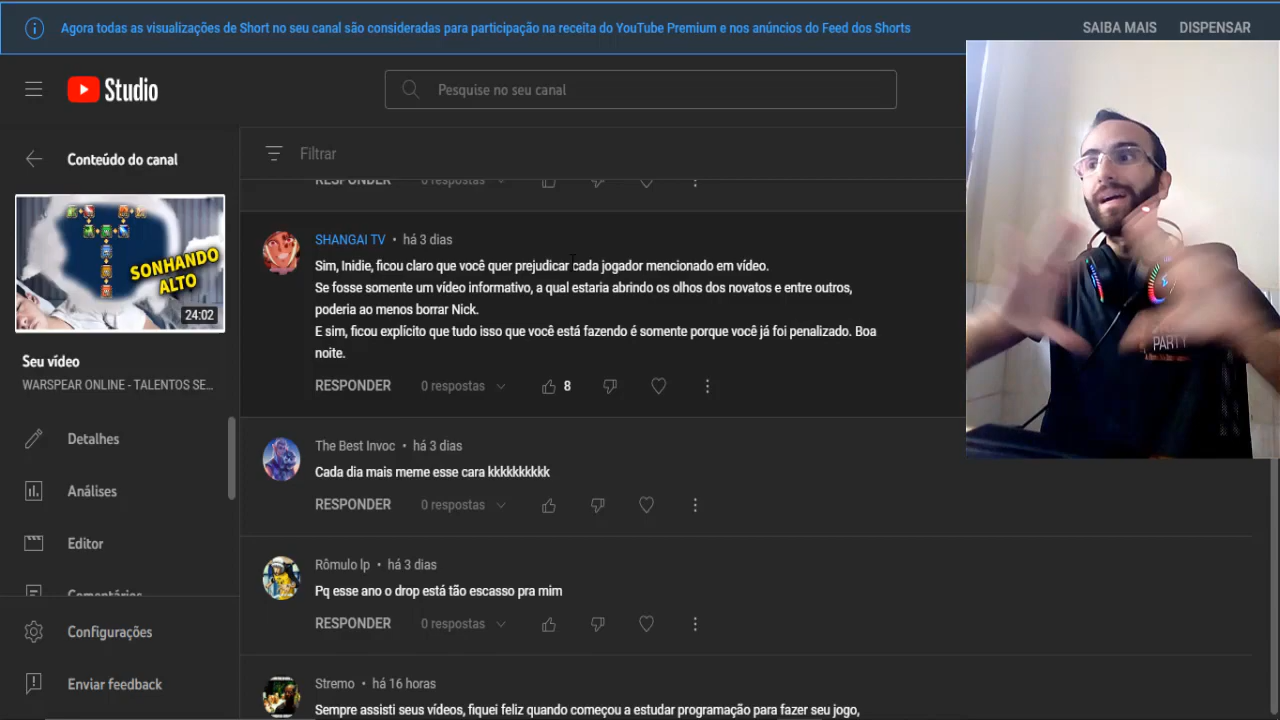 Agora todas as visualizações de Short no seu canal são consideradas para participação na receita do YouTube Premium e nos anúncios do Feed dos Shorts
SAIBA MAIS
DISPENSAR
Studio
Pesquise no seu canal
Conteúdo do canal
SONHANDO
ALTO
24:02
Seu vídeo
WARSPEAR ONLINE - TALENTOS SE...
Detalhes
Análises
Editor
Comentários
Configurações
Enviar feedback
Filtrar
RESPONDER 0 respostas
SHANGAI TV • há 3 dias
Sim, Inidie, ficou claro que você quer prejudicar cada jogador mencionado em vídeo.
Se fosse somente um vídeo informativo, a qual estaria abrindo os olhos dos novatos e entre outros,
poderia ao menos borrar Nick.
E sim, ficou explícito que tudo isso que você está fazendo é somente porque você já foi penalizado. Boa
noite.
RESPONDER 0 respostas 8
The Best Invoc • há 3 dias
Cada dia mais meme esse cara kkkkkkkkkk
RESPONDER 0 respostas
Rômulo lp • há 3 dias
Pq esse ano o drop está tão escasso pra mim
RESPONDER 0 respostas
Stremo • há 16 horas
Sempre assisti seus vídeos, fiquei feliz quando começou a estudar programação para fazer seu jogo,
PARTY